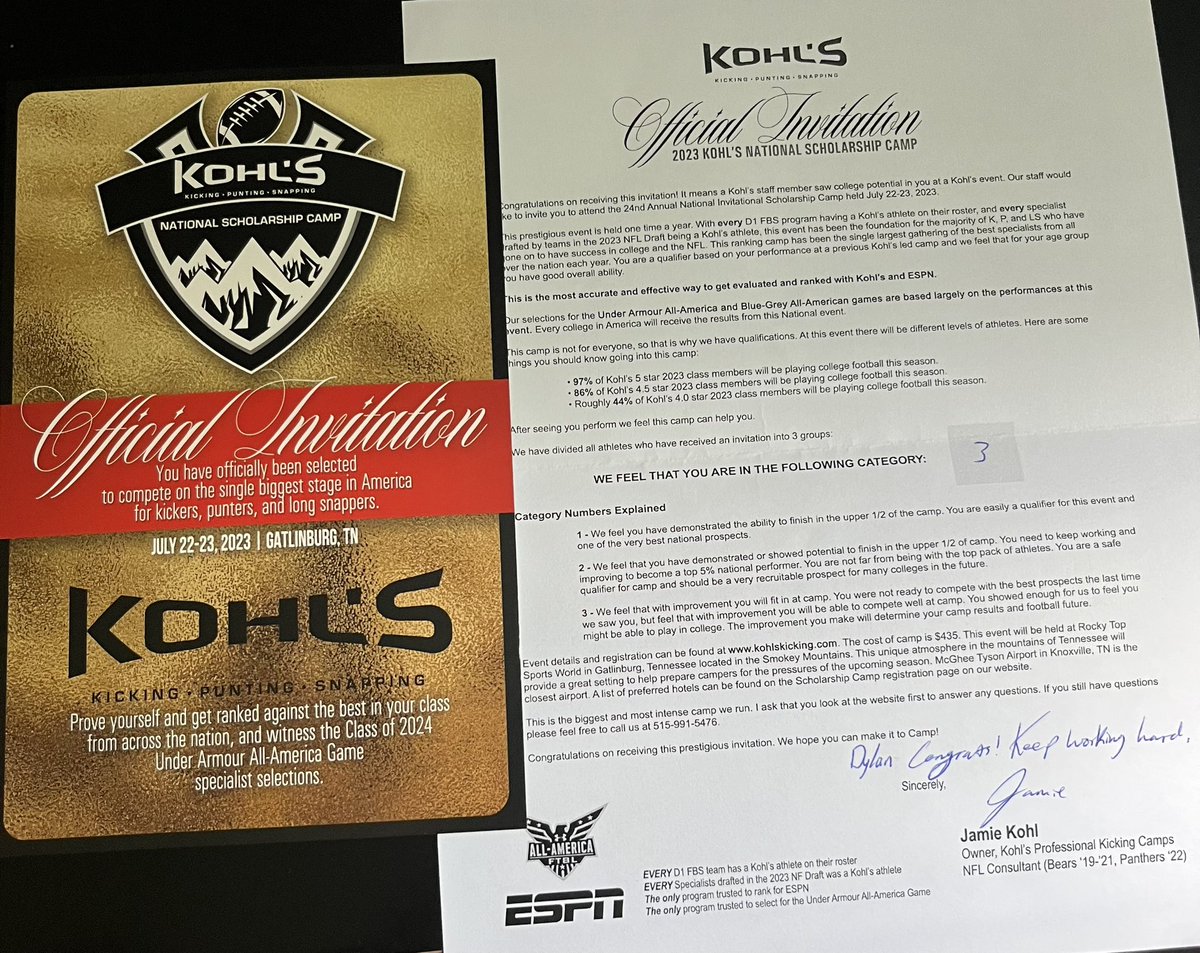 KOHL'S
KICKING • PUNTING • SNAPPING
NATIONAL SCHOLARSHIP CAMP
Official Invitation
You have officially been selected
to compete on the single biggest stage in America
for kickers, punters, and long snappers.
JULY 22-23, 2023 | GATLINBURG, TN
KOHL'S
KICKING • PUNTING • SNAPPING
Prove yourself and get ranked against the best in your class
from across the nation, and witness the Class of 2024
Under Armour All-America Game
specialist selections.
KOHL'S
KICKING • PUNTING • SNAPPING
Official Invitation
2023 KOHL'S NATIONAL SCHOLARSHIP CAMP
ongratulations on receiving this invitation! It means a Kohl's staff member saw college potential in you at a Kohl's event. Our staff would
ke to invite you to attend the 24nd Annual National Invitational Scholarship Camp held July 22-23, 2023.
his prestigious event is held one time a year. With every D1 FBS program having a Kohl's athlete on their roster, and every specialist
rafted by teams in the 2023 NFL Draft being a Kohl's athlete, this event has been the foundation for the majority of K, P, and LS who have
one on to have success in college and the NFL. This ranking camp has been the single largest gathering of the best specialists from all
ver the nation each year. You are a qualifier based on your performance at a previous Kohl's led camp and we feel that for your age group
ou have good overall ability.
This is the most accurate and effective way to get evaluated and ranked with Kohl's and ESPN.
Our selections for the Under Armour All-America and Blue-Grey All-American games are based largely on the performances at this
vent. Every college in America will receive the results from this National event.
This camp is not for everyone, so that is why we have qualifications. At this event there will be different levels of athletes. Here are some
hings you should know going into this camp:
• 97% of Kohl's 5 star 2023 class members will be playing college football this season.
• 86% of Kohl's 4.5 star 2023 class members will be playing college football this season.
• Roughly 44% of Kohl's 4.0 star 2023 class members will be playing college football this season.
After seeing you perform we feel this camp can help you.
We have divided all athletes who have received an invitation into 3 groups:
WE FEEL THAT YOU ARE IN THE FOLLOWING CATEGORY: 3
Category Numbers Explained
1 - We feel you have demonstrated the ability to finish in the upper 1/2 of the camp. You are easily a qualifier for this event and
one of the very best national prospects.
2 - We feel that you have demonstrated or showed potential to finish in the upper 1/2 of camp. You need to keep working and
improving to become a top 5% national performer. You are not far from being with the top pack of athletes. You are a safe
qualifier for camp and should be a very recruitable prospect for many colleges in the future.
3 - We feel that with improvement you will fit in at camp. You were not ready to compete with the best prospects the last time
we saw you, but feel that with improvement you will be able to compete well at camp. You showed enough for us to feel you
might be able to play in college. The improvement you make will determine your camp results and football future.
Event details and registration can be found at www.kohlskicking.com. The cost of camp is $435. This event will be held at Rocky Top
Sports World in Gatlinburg, Tennessee located in the Smokey Mountains. This unique atmosphere in the mountains of Tennessee will
provide a great setting to help prepare campers for the pressures of the upcoming season. McGhee Tyson Airport in Knoxville, TN is the
closest airport. A list of preferred hotels can be found on the Scholarship Camp registration page on our website.
This is the biggest and most intense camp we run. I ask that you look at the website first to answer any questions. If you still have questions
please feel free to call us at 515-991-5476.
Congratulations on receiving this prestigious invitation. We hope you can make it to Camp!
Dylan Congrats! Keep working hard,
Sincerely,
Jamie
Jamie Kohl
Owner, Kohl's Professional Kicking Camps
NFL Consultant (Bears '19-'21, Panthers '22)
ALL-AMERICA
FTBL
ESPN
EVERY D1 FBS team has a Kohl's athlete on their roster
EVERY Specialists drafted in the 2023 NF Draft was a Kohl's athlete
The only program trusted to rank for ESPN
The only program trusted to select for the Under Armour All-America Game